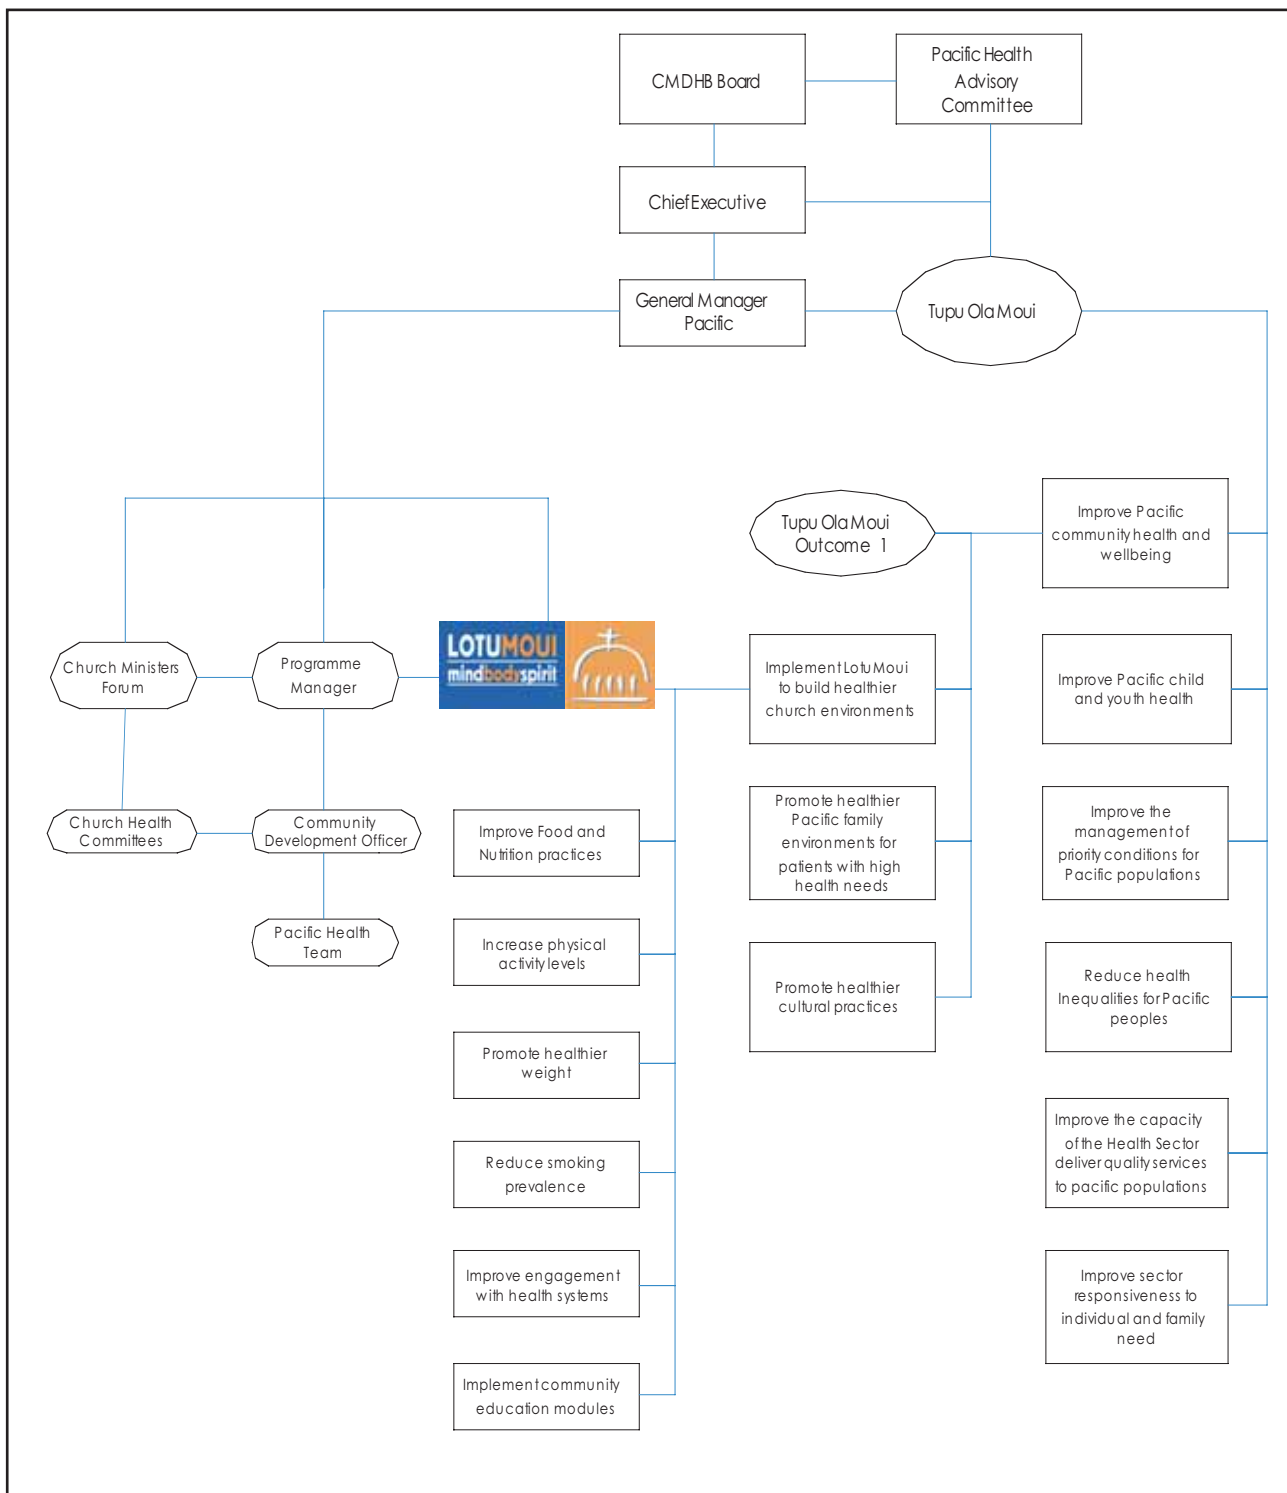 CMDHB Board
Pacific Health
Advisory
Committee
Chief Executive
General Manager
Pacific
Tupu Ola Moui
Tupu Ola Moui
Outcome 1
Improve Pacific
community health and
wellbeing
Church Ministers
Forum
Programme
Manager
LOTUMOUI
mindbodyspirit
Implement LotuMoui
to build healthier
church environments
Improve Pacific child
and youth health
Church Health
Committees
Community
Development Officer
Improve Food and
Nutrition practices
Promote healthier
Pacific family
environments for
patients with high
health needs
Improve the
management of
priority conditions for
Pacific populations
Pacific Health
Team
Increase physical
activity levels
Promote healthier
cultural practices
Reduce health
Inequalities for Pacific
peoples
Promote healthier
weight
Reduce smoking
prevalence
Improve the capacity
of the Health Sector
deliver quality services
to pacific populations
Improve engagement
with health systems
Improve sector
responsiveness to
individual and family
need
Implement community
education modules